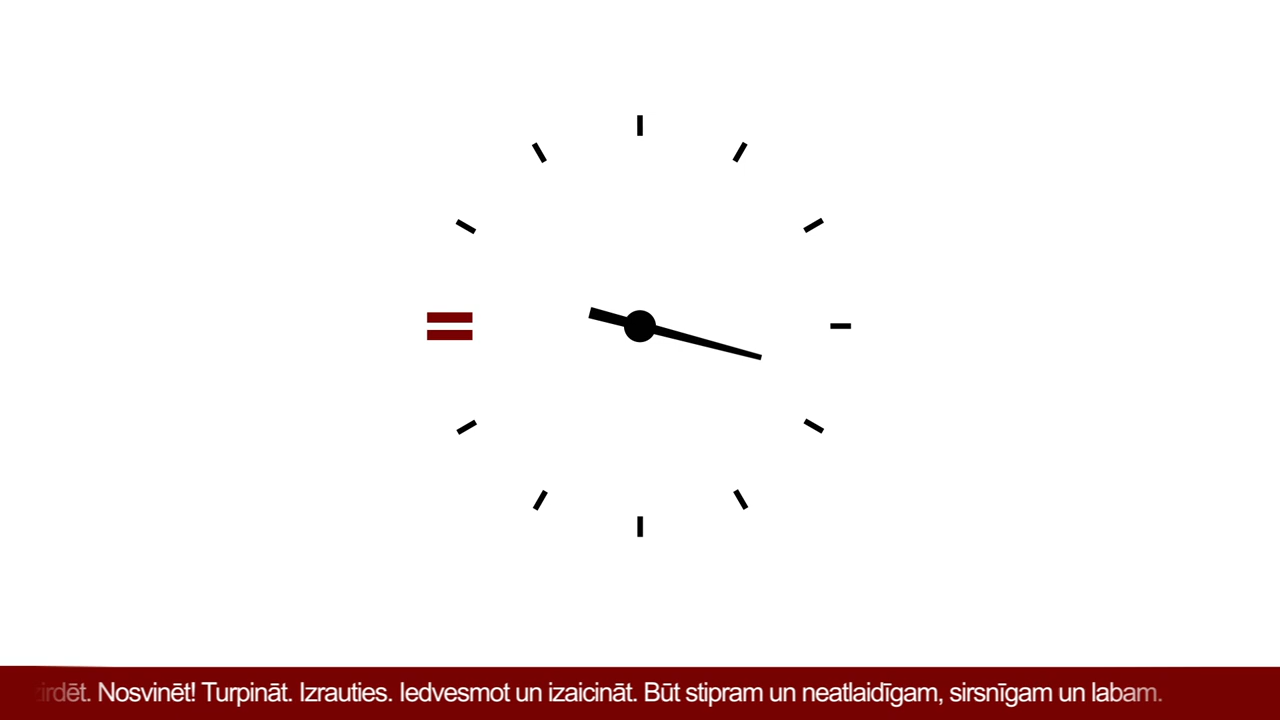 Nosvinēt! Turpināt. Izrauties. Iedvesmot un izaicināt. Būt stipram un neatlaidīgam, sirsnīgam un labam.